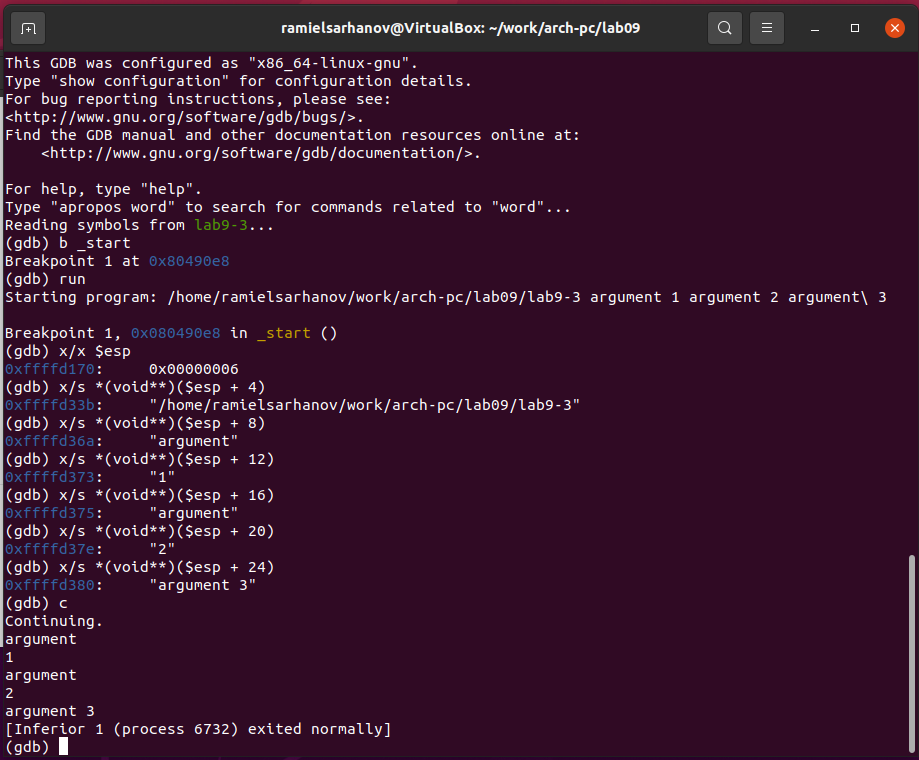 ramielsarhanov@VirtualBox: ~/work/arch-pc/lab09
This GDB was configured as "x86_64-linux-gnu".
Type "show configuration" for configuration details.
For bug reporting instructions, please see:
<http://www.gnu.org/software/gdb/bugs/>.
Find the GDB manual and other documentation resources online at:
    <http://www.gnu.org/software/gdb/documentation/>.

For help, type "help".
Type "apropos word" to search for commands related to "word"...
Reading symbols from lab9-3...
(gdb) b _start
Breakpoint 1 at 0x80490e8
(gdb) run
Starting program: /home/ramielsarhanov/work/arch-pc/lab09/lab9-3 argument 1 argument 2 argument\ 3

Breakpoint 1, 0x080490e8 in _start ()
(gdb) x/x $esp
0xffffd170:     0x00000006
(gdb) x/s *(void**)($esp + 4)
0xffffd33b:     "/home/ramielsarhanov/work/arch-pc/lab09/lab9-3"
(gdb) x/s *(void**)($esp + 8)
0xffffd36a:     "argument"
(gdb) x/s *(void**)($esp + 12)
0xffffd373:     "1"
(gdb) x/s *(void**)($esp + 16)
0xffffd375:     "argument"
(gdb) x/s *(void**)($esp + 20)
0xffffd37e:     "2"
(gdb) x/s *(void**)($esp + 24)
0xffffd380:     "argument 3"
(gdb) c
Continuing.
argument
1
argument
2
argument 3
[Inferior 1 (process 6732) exited normally]
(gdb)